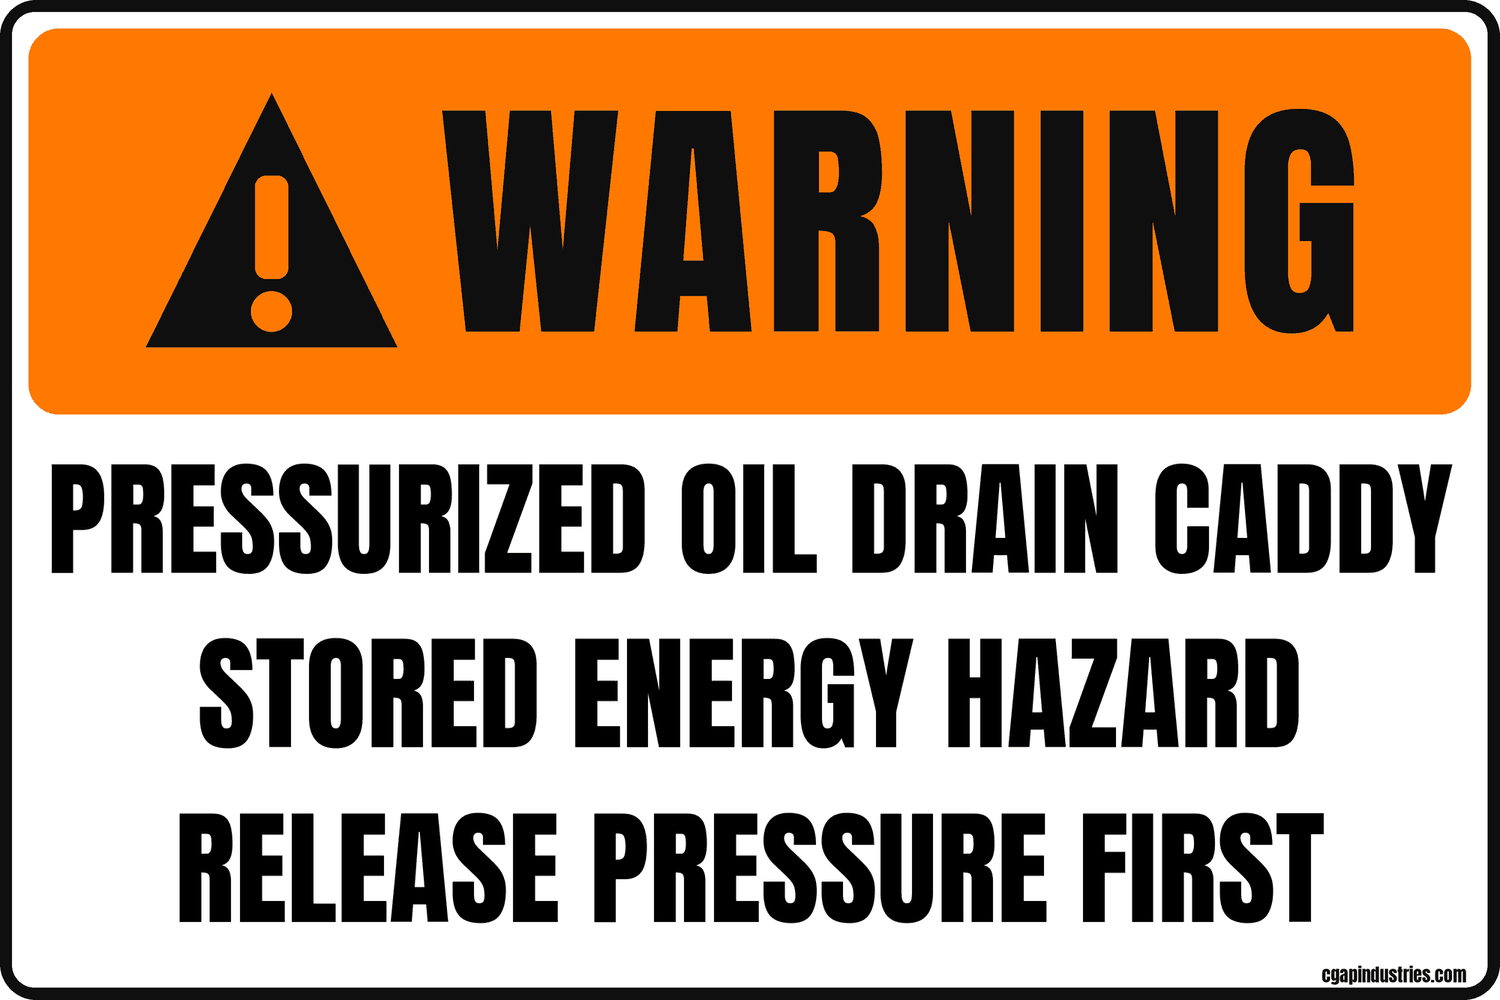 WARNING
PRESSURIZED OIL DRAIN CADDY
STORED ENERGY HAZARD
RELEASE PRESSURE FIRST
cgapindustries.com